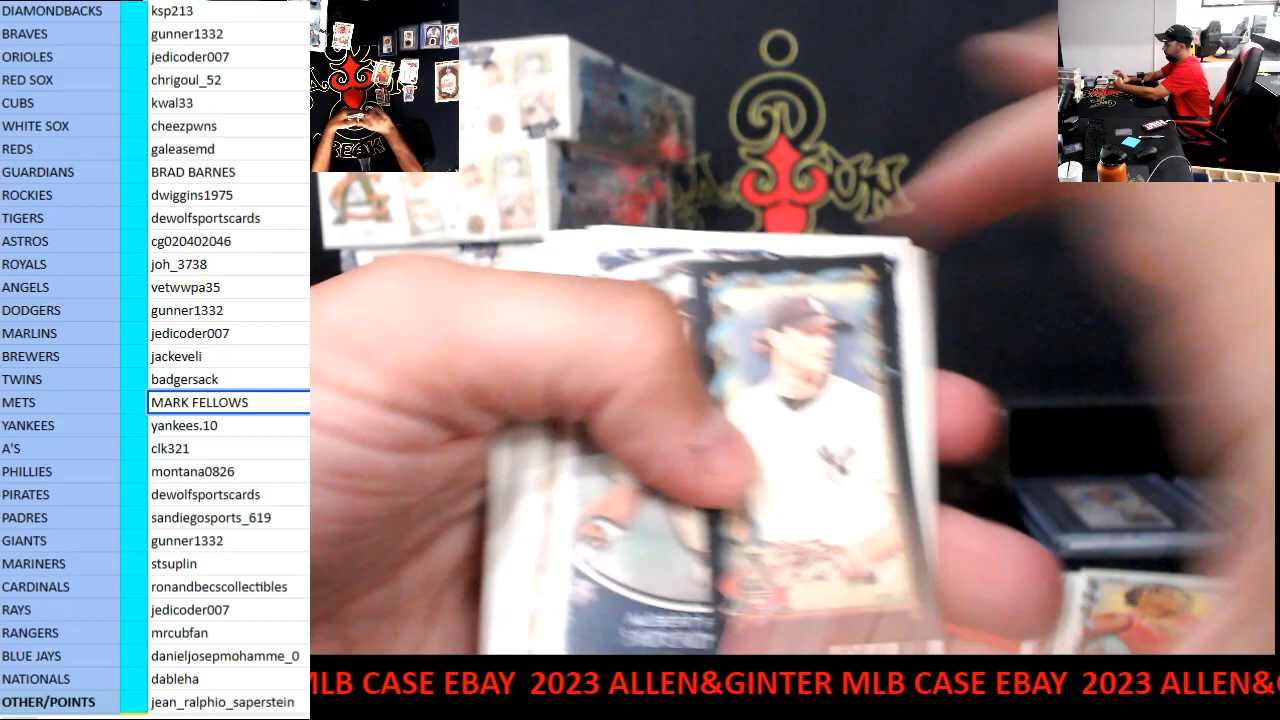 DIAMONDBACKS ksp213
BRAVES gunner1332
ORIOLES jedicoder007
RED SOX chrigoul_52
CUBS kwal33
WHITE SOX cheezpwns
REDS galeasemd
GUARDIANS BRAD BARNES
ROCKIES dwiggins1975
TIGERS dewolfsportscards
ASTROS cg020402046
ROYALS joh_3738
ANGELS vetwwpa35
DODGERS gunner1332
MARLINS jedicoder007
BREWERS jackeveli
TWINS badgersack
METS MARK FELLOWS
YANKEES yankees.10
A'S clk321
PHILLIES montana0826
PIRATES dewolfsportscards
PADRES sandiegosports_619
GIANTS gunner1332
MARINERS stsuplin
CARDINALS ronandbecscollectibles
RAYS jedicoder007
RANGERS mrcubfan
BLUE JAYS danieljosepmohamme_0
NATIONALS dableha
OTHER/POINTS jean_ralphio_saperstein
MLB CASE EBAY 2023 ALLEN&GINTER MLB CASE EBAY 2023 ALLEN&